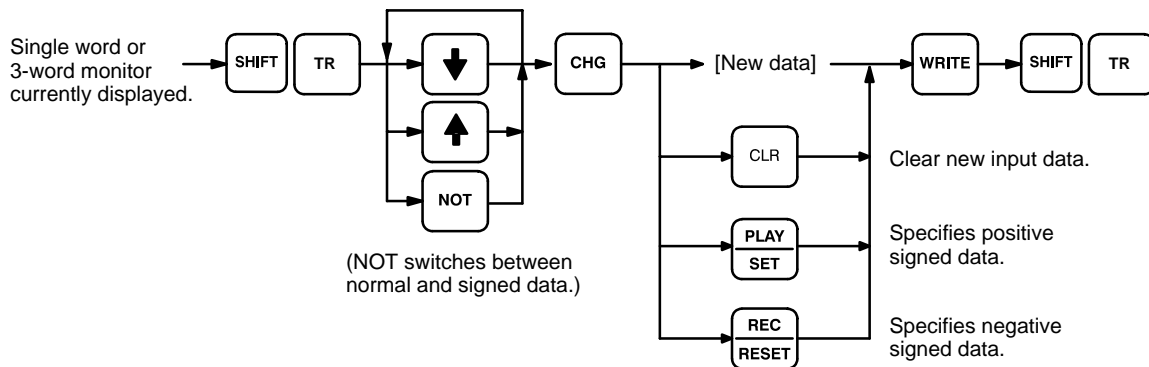 Single word or
3-word monitor
currently displayed.
SHIFT
TR
CHG
[New data]
WRITE
SHIFT
TR
NOT
(NOT switches between
normal and signed data.)
CLR
Clear new input data.
PLAY
SET
Specifies positive
signed data.
REC
RESET
Specifies negative
signed data.